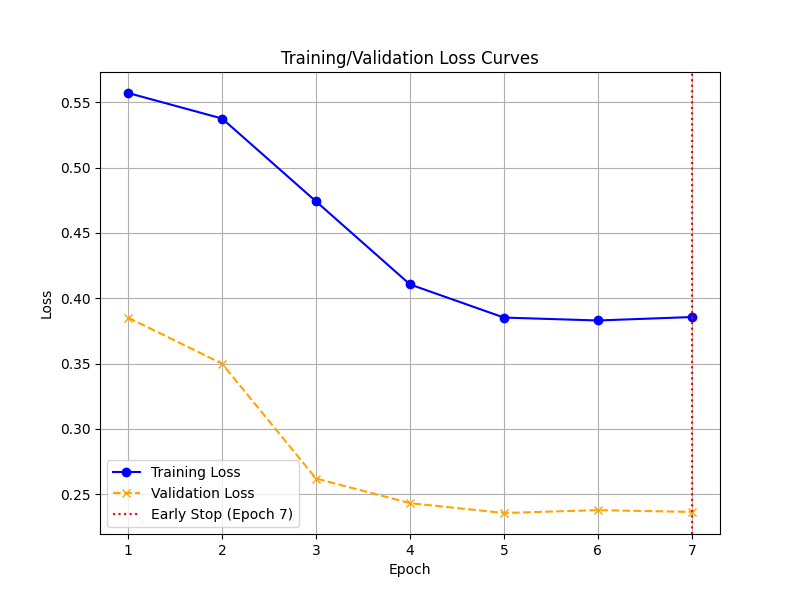 Training/Validation Loss Curves
0.55
0.50
0.45
0.40
0.35
0.30
0.25
Loss
Training Loss
Validation Loss
Early Stop (Epoch 7)
1 2 3 4 5 6 7
Epoch